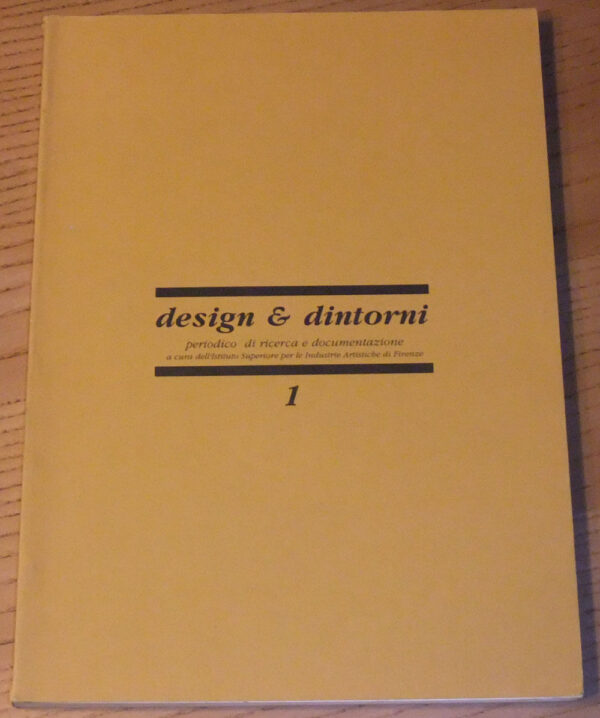 design & dintorni
periodico di ricerca e documentazione
a cura dell'Istituto Superiore per le Industrie Artistiche di Firenze
1